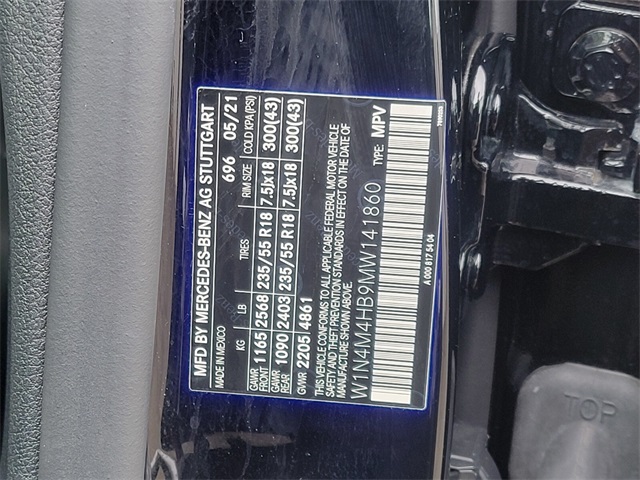 MFD BY MERCEDES-BENZ AG STUTTGART
MADE IN MEXICO 696 05/21
KG LB TIRES RIM SIZE COLD KPA(PSI)
GAWR FRONT 1165 2568 235/55 R18 7.5Jx18 300(43)
GAWR REAR 1090 2403 235/55 R18 7.5Jx18 300(43)
GVWR 2205 4861
THIS VEHICLE CONFORMS TO ALL APPLICABLE FEDERAL MOTOR VEHICLE
SAFETY AND THEFT PREVENTION STANDARDS IN EFFECT ON THE DATE OF
MANUFACTURE SHOWN ABOVE.
W1N4M4HB9MW141860 TYPE: MPV
A 000 817 54 04
TOP